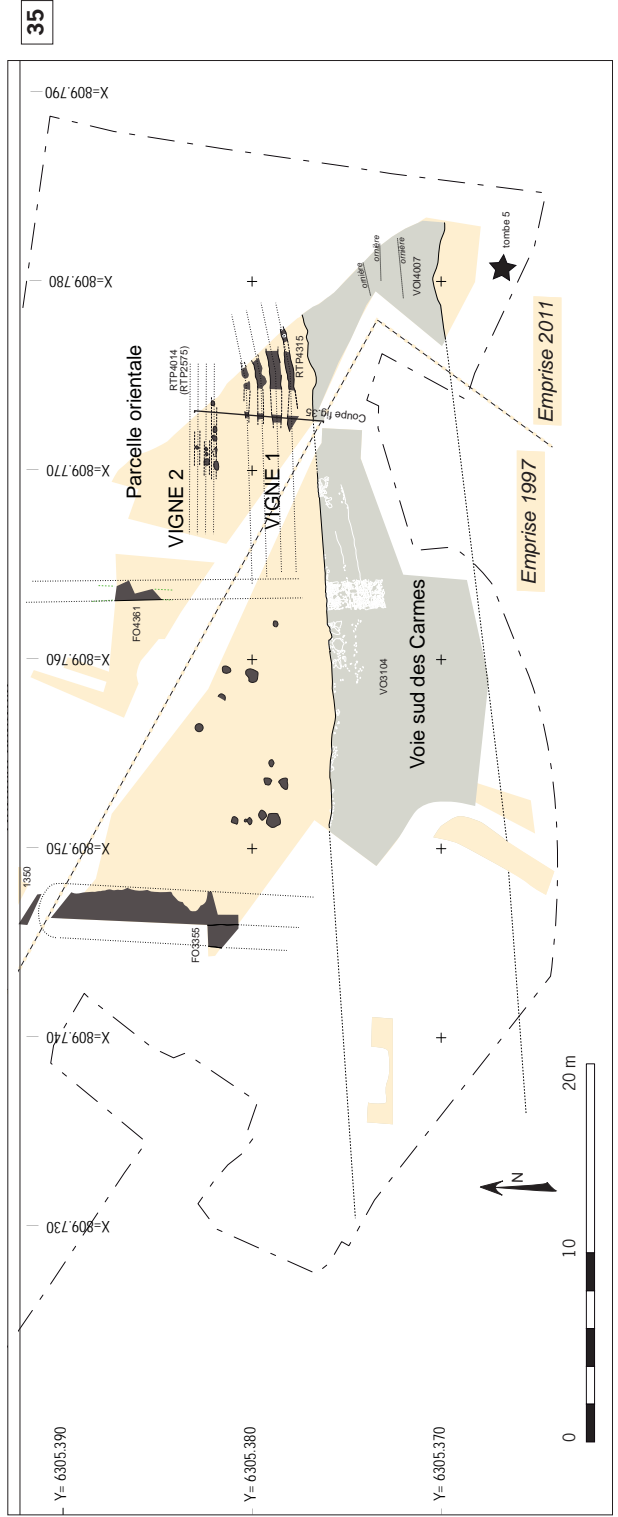 35
X=809.730
X=809.740
X=809.750
X=809.760
X=809.770
X=809.780
X=809.790
Y= 6305.390
Y= 6305.380
Y= 6305.370
1350
FO3355
FO4361
Parcelle orientale
VIGNE 2
RTP4014
(RTP2575)
VIGNE 1
RTP4315
Coupe fig.35
ornière
ornière
ornière
VOI4007
VO3104
Voie sud des Carmes
tombe 5
Emprise 1997
Emprise 2011
N
0
10
20 m